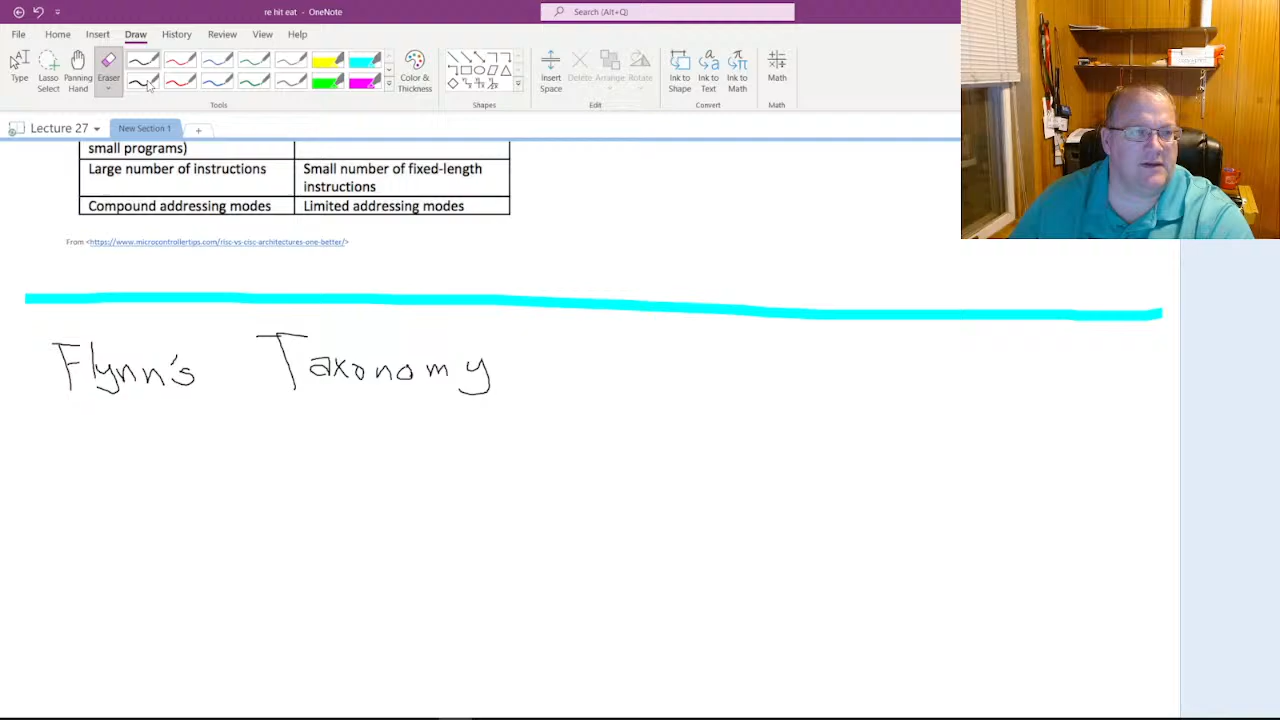 re hit eat - OneNote
Search (Alt+Q)
File Home Insert Draw History Review View Help
Lasso Select
Panning Hand
Eraser
Color & Thickness
Insert Space
Delete
Arrange
Rotate
Ink to Shape
Ink to Text
Ink to Math
Math
Tools Shapes Edit Convert Math
Lecture 27 New Section 1
small programs)
Large number of instructions Small number of fixed-length
instructions
Compound addressing modes Limited addressing modes
From <https://www.microcontrollertips.com/risc-vs-cisc-architectures-one-better/>
Flynn's Taxonomy